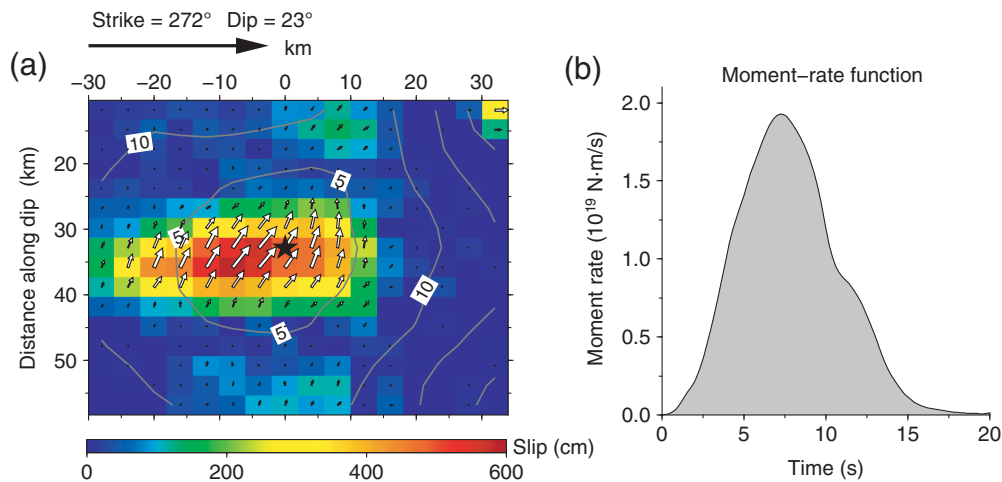 Strike = 272° Dip = 23°
km
(a)
−30 −20 −10 0 10 20 30
Distance along dip (km)
20
30
40
50
10
5
5
10
5
Slip (cm)
0 200 400 600
(b)
Moment−rate function
Moment rate (10¹⁹ N·m/s)
2.0
1.5
1.0
0.5
0.0
0 5 10 15 20
Time (s)